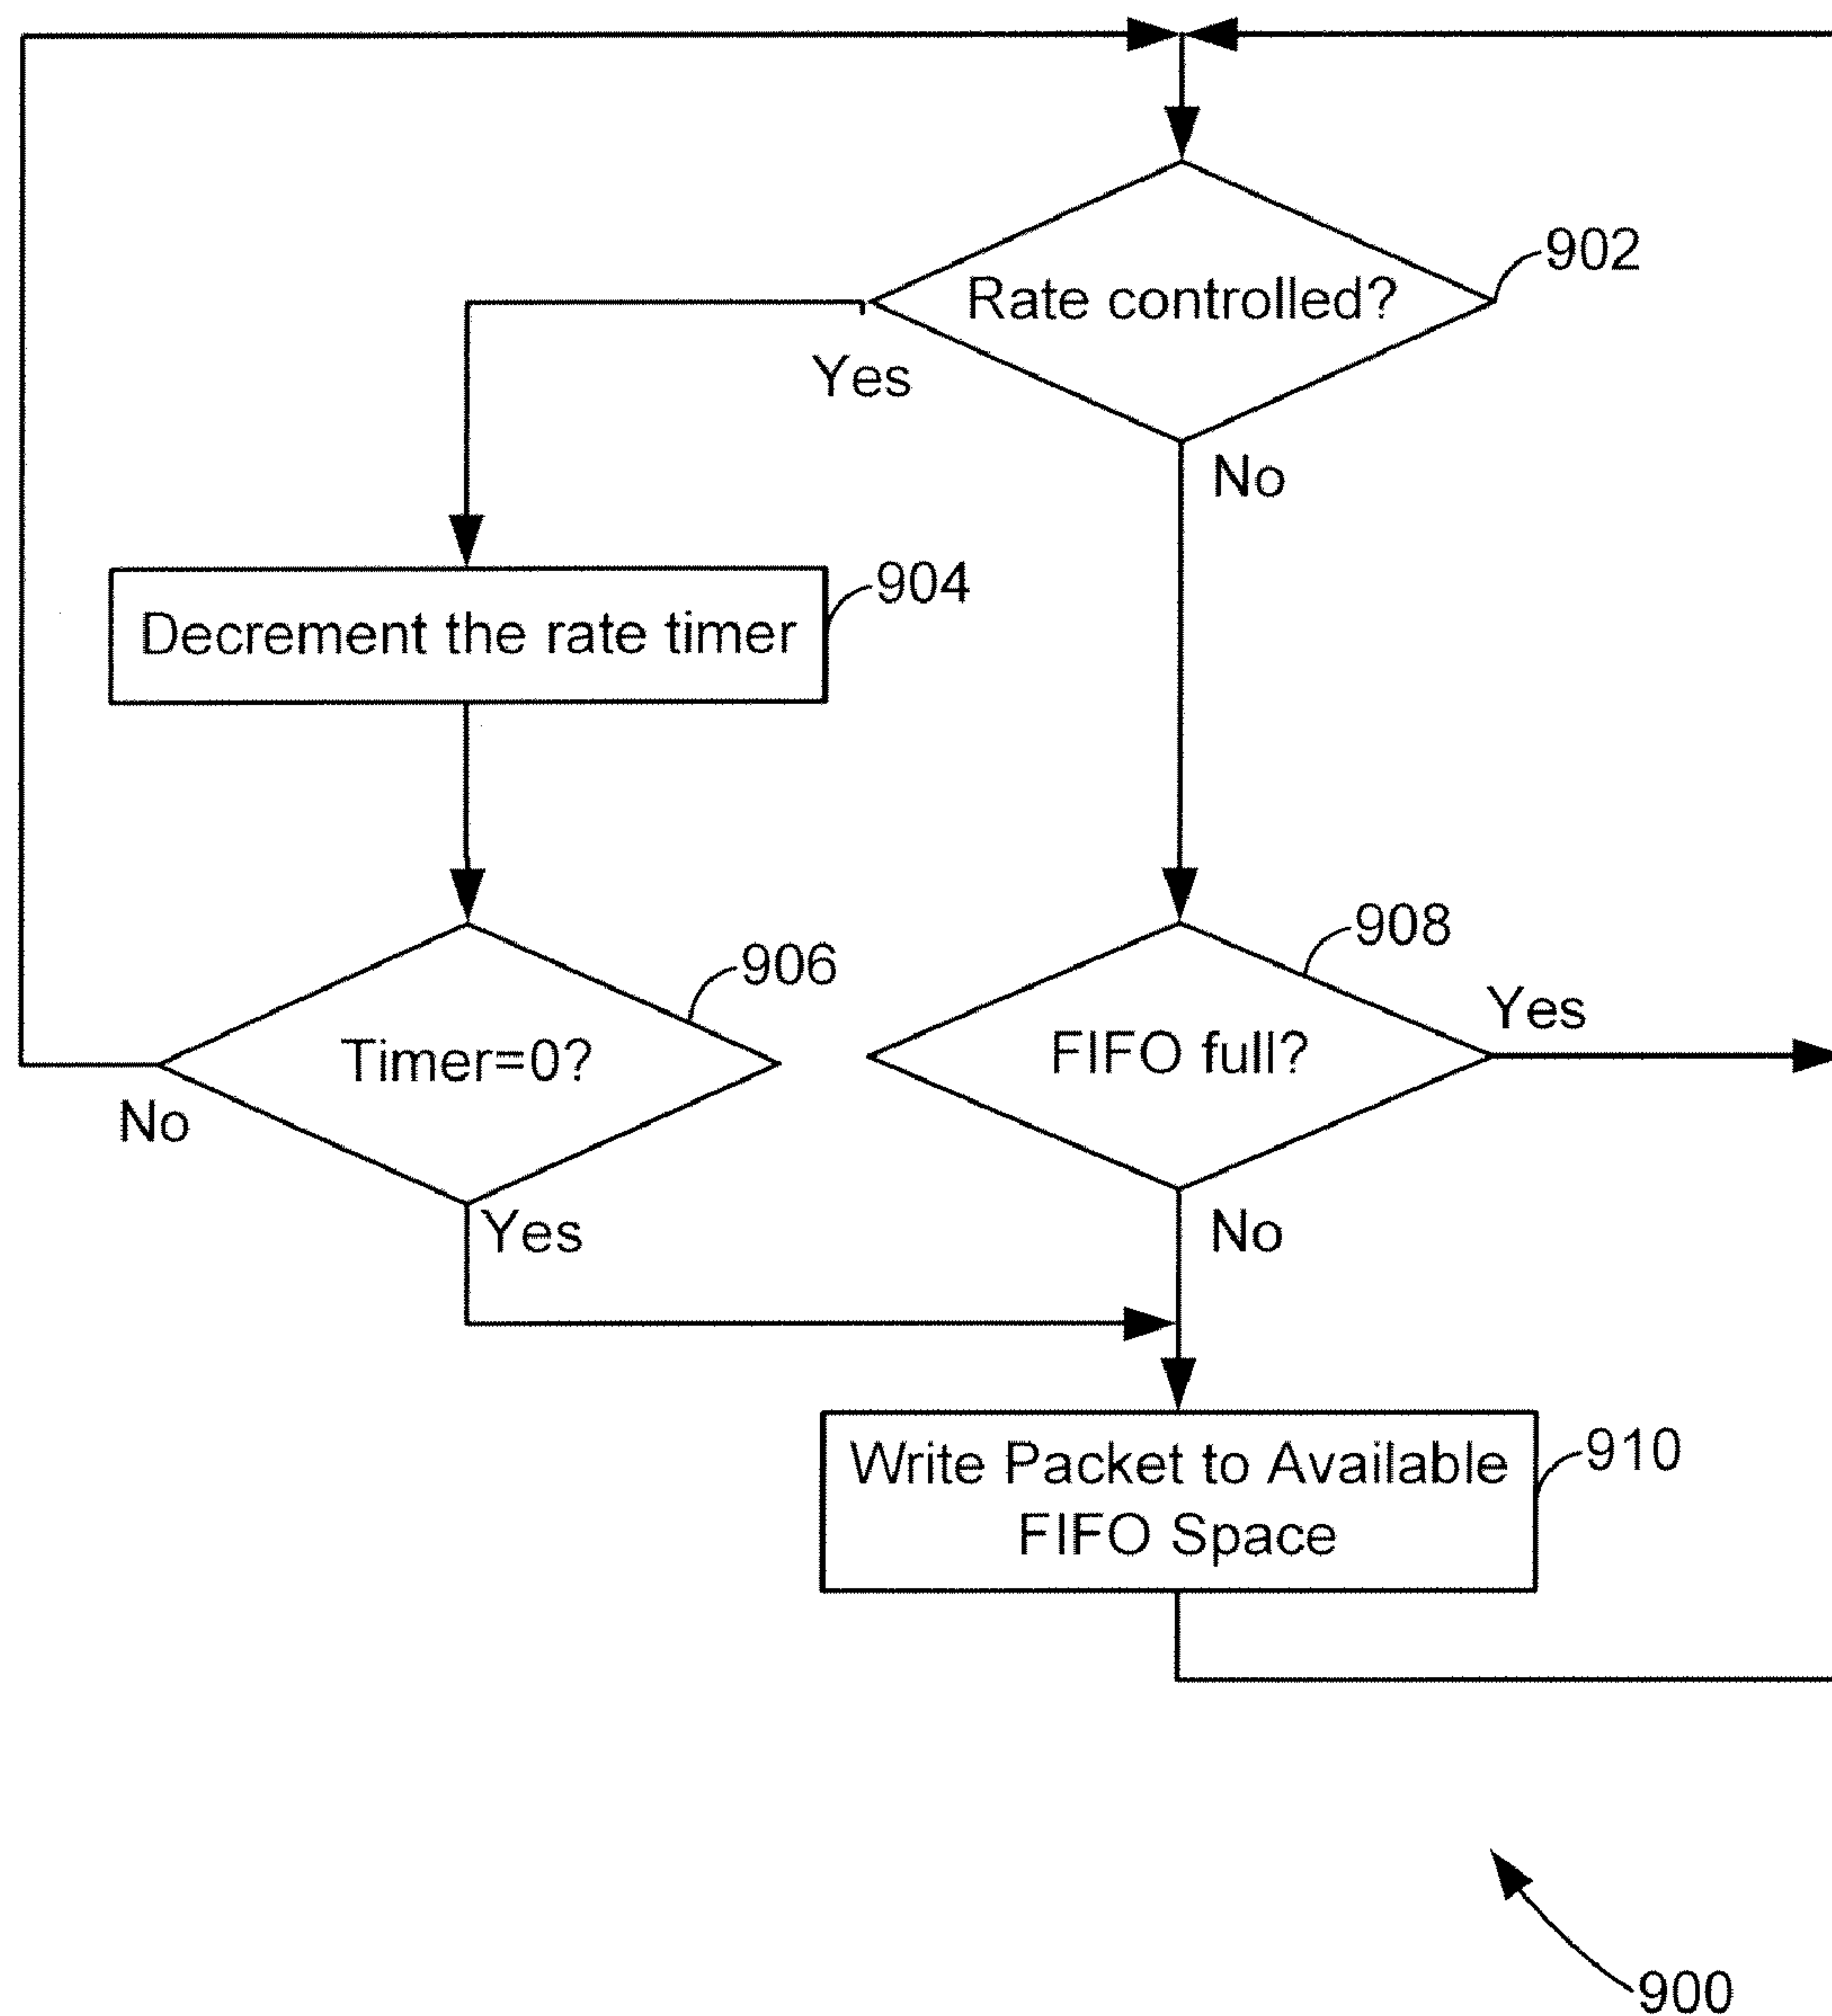 902
Rate controlled?
Yes
No
904
Decrement the rate timer
906
Timer=0?
No
Yes
908
FIFO full?
Yes
No
910
Write Packet to Available
FIFO Space
900